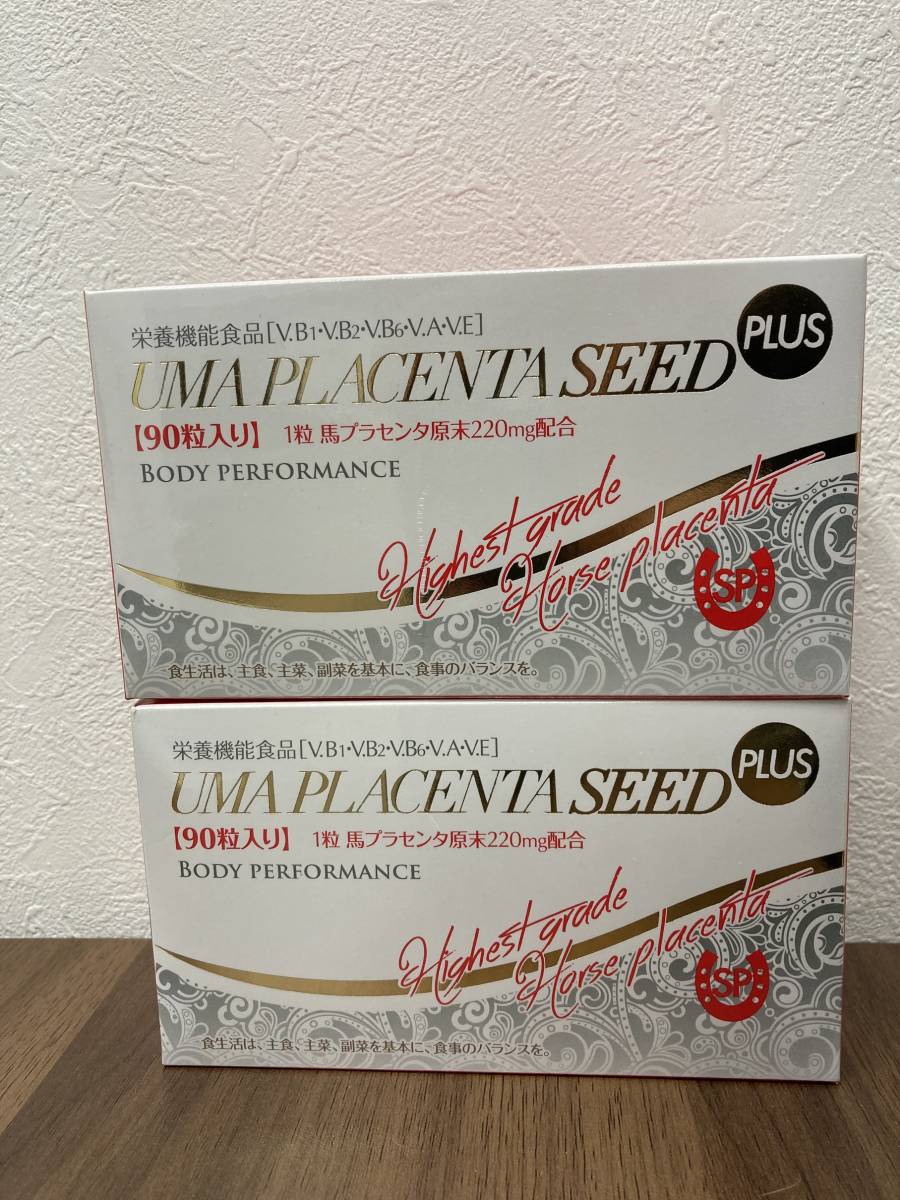 栄養機能食品[V.B1・V.B2・V.B6・V.A・V.E]
UMA PLACENTA SEED PLUS
【90粒入り】 1粒 馬プラセンタ原末220mg配合
BODY PERFORMANCE
Highest grade
Horse placenta
SP
食生活は、主食、主菜、副菜を基本に、食事のバランスを。
栄養機能食品[V.B1・V.B2・V.B6・V.A・V.E]
UMA PLACENTA SEED PLUS
【90粒入り】 1粒 馬プラセンタ原末220mg配合
BODY PERFORMANCE
Highest grade
Horse placenta
SP
食生活は、主食、主菜、副菜を基本に、食事のバランスを。